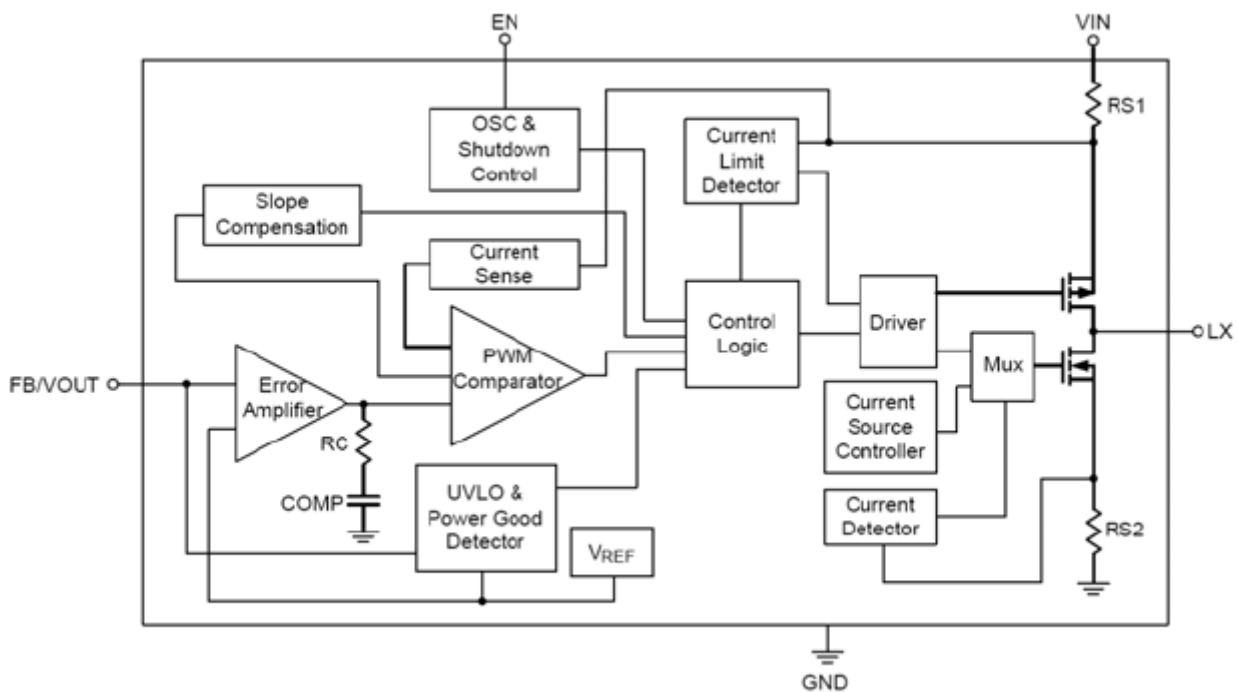 EN
VIN
RS1
OSC &
Shutdown
Control
Current
Limit
Detector
Slope
Compensation
Current
Sense
Control
Logic
Driver
LX
Mux
PWM
Comparator
FB/VOUT
Error
Amplifier
Current
Source
Controller
RC
COMP
UVLO &
Power Good
Detector
VREF
Current
Detector
RS2
GND